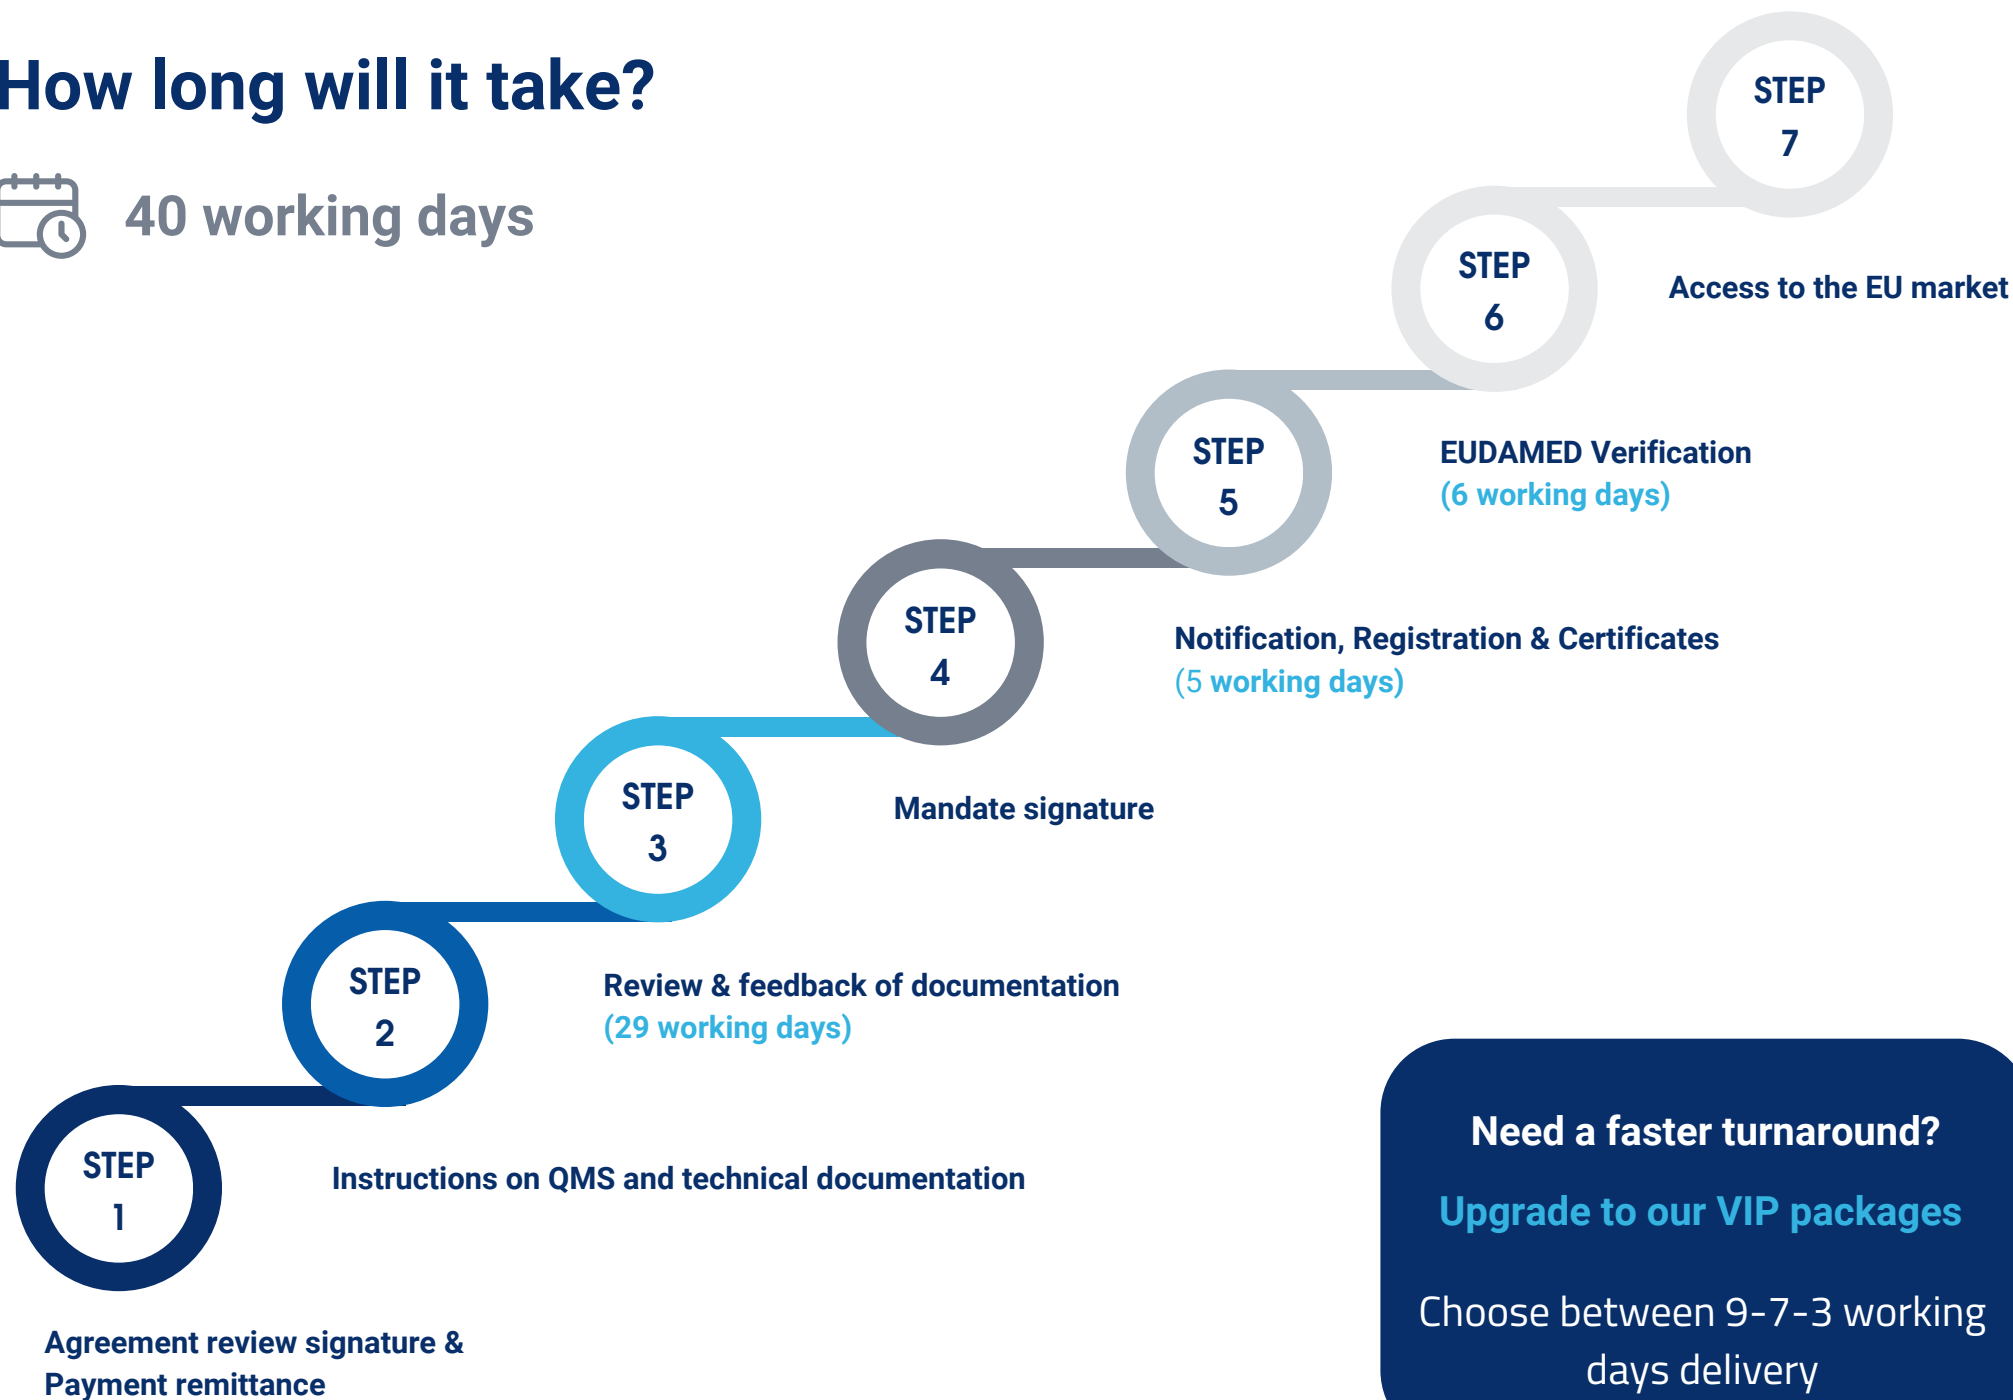 How long will it take?
40 working days
STEP
7
Access to the EU market
STEP
6
EUDAMED Verification
(6 working days)
STEP
5
Notification, Registration & Certificates
(5 working days)
STEP
4
Mandate signature
STEP
3
Review & feedback of documentation
(29 working days)
STEP
2
Instructions on QMS and technical documentation
STEP
1
Agreement review signature &
Payment remittance
Need a faster turnaround?
Upgrade to our VIP packages
Choose between 9-7-3 working
days delivery